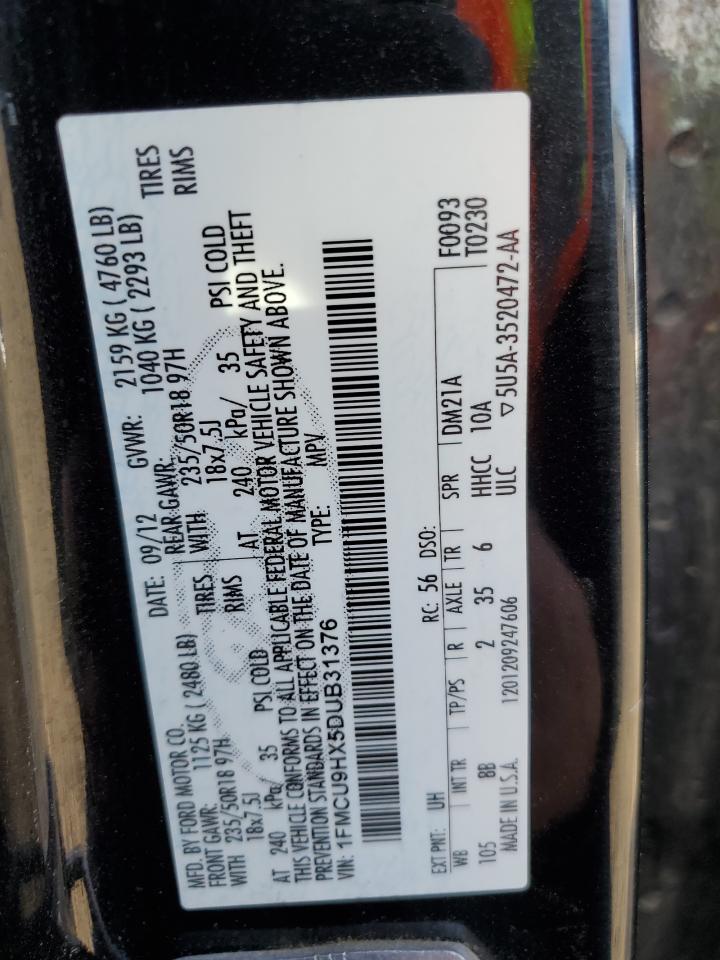 MFD. BY FORD MOTOR CO. DATE: 09/12 GVWR: 2159 KG ( 4760 LB)
FRONT GAWR: 1125 KG ( 2480 LB) REAR GAWR: 1040 KG ( 2293 LB)
WITH 235/50R18 97H TIRES WITH 235/50R18 97H TIRES
18x7.5J RIMS 18x7.5J RIMS
AT 240 kPa/ 35 PSI COLD AT 240 kPa/ 35 PSI COLD
THIS VEHICLE CONFORMS TO ALL APPLICABLE FEDERAL MOTOR VEHICLE SAFETY AND THEFT
PREVENTION STANDARDS IN EFFECT ON THE DATE OF MANUFACTURE SHOWN ABOVE.
VIN: 1FMCU9HX5DUB31376 TYPE: MPV
EXT PNT: UH RC: 56 DSO: F0093
WB INT TR TP/PS R AXLE TR SPR DM21A T0230
105 BB 2 35 6 HHCC 10A
MADE IN U.S.A. 1201209247606 ULC ▽5U5A-3520472-AA